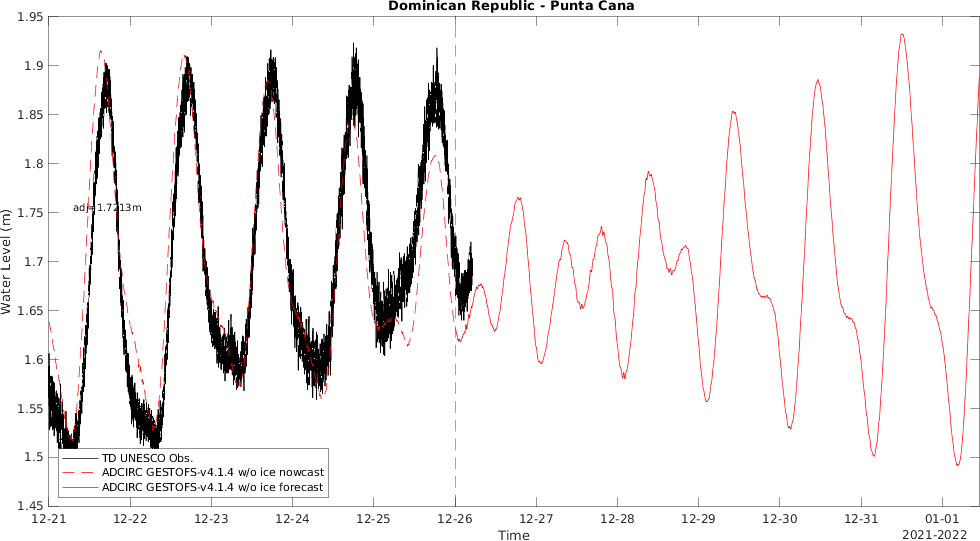 Dominican Republic - Punta Cana
1.95
1.9
1.85
1.8
1.75
1.7
1.65
1.6
1.55
1.5
1.45
Water Level (m)
adj=1.7213m
TD UNESCO Obs.
ADCIRC GESTOFS-v4.1.4 w/o ice nowcast
ADCIRC GESTOFS-v4.1.4 w/o ice forecast
12-21 12-22 12-23 12-24 12-25 12-26 12-27 12-28 12-29 12-30 12-31 01-01
Time
2021-2022